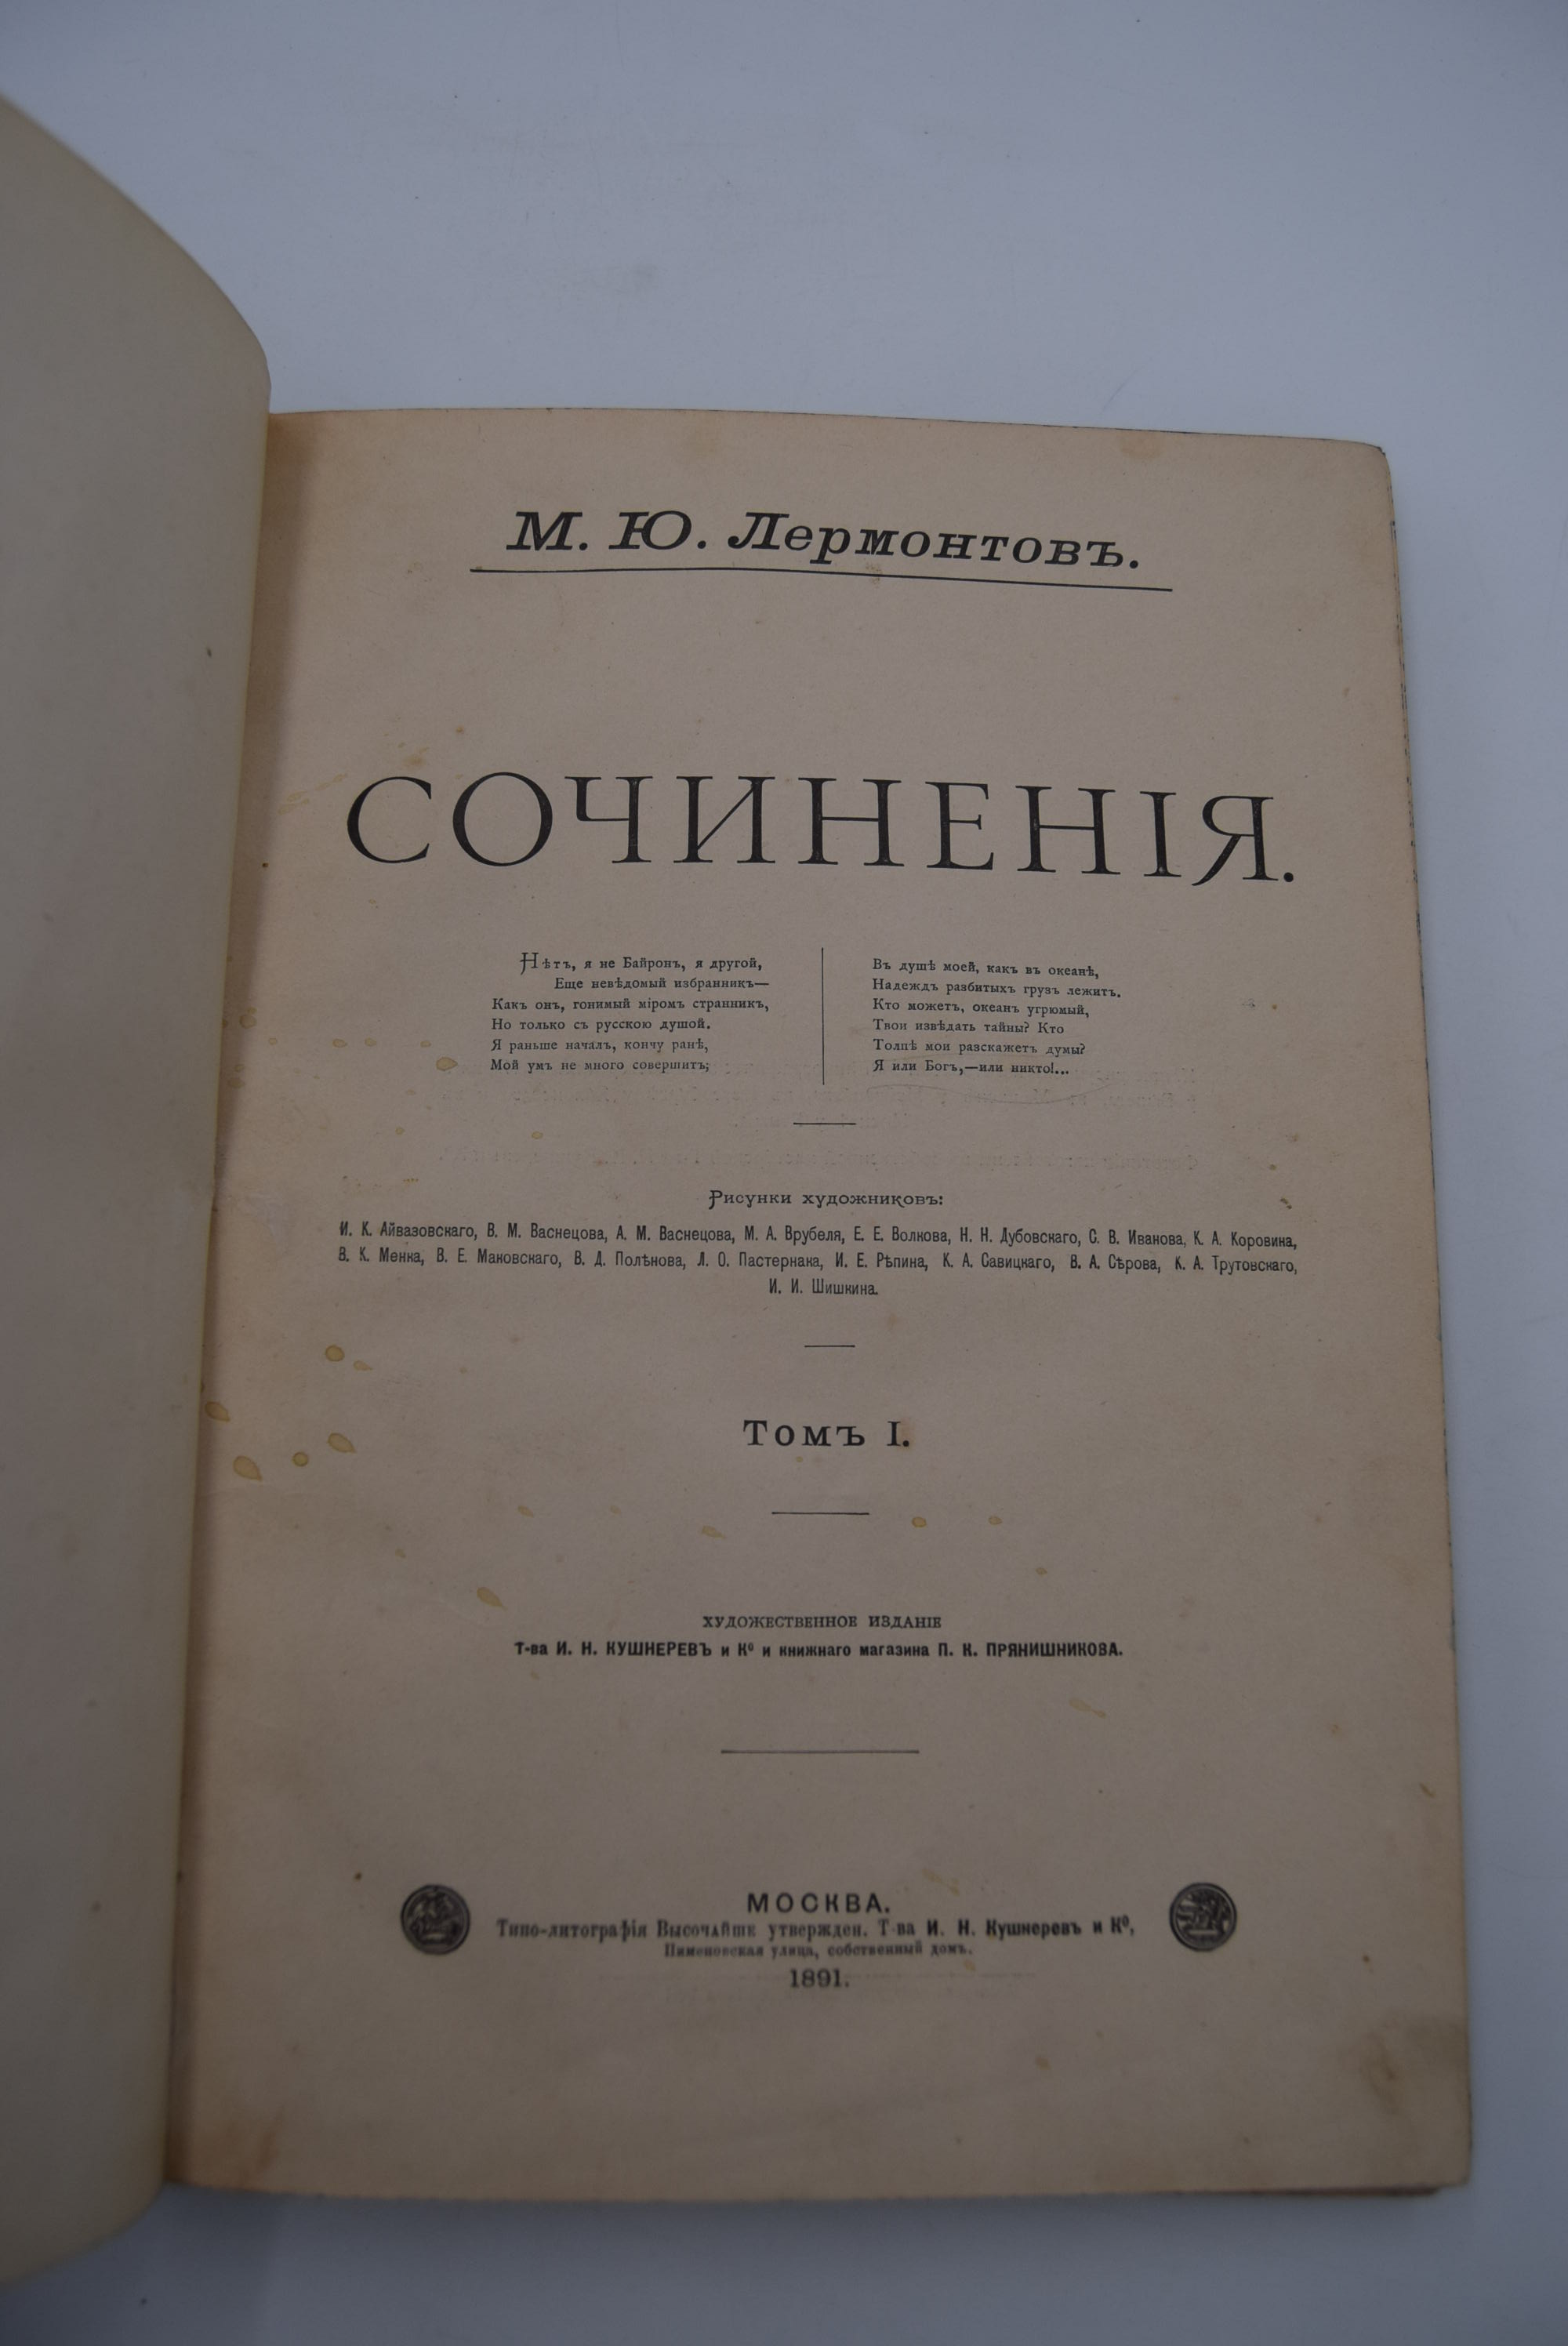 М. Ю. Лермонтовъ.
СОЧИНЕНІЯ.
Нѣтъ, я не Байронъ, я другой,
Еще невѣдомый избранникъ—
Какъ онъ, гонимый міромъ странникъ,
Но только съ русскою душой.
Я раньше началъ, кончу ранѣ,
Мой умъ не много совершитъ;
Въ душѣ моей, какъ въ океанѣ,
Надеждъ разбитыхъ грузъ лежитъ.
Кто можетъ, океанъ угрюмый,
Твои извѣдать тайны? Кто
Толпѣ мои разскажетъ думы?
Я или Богъ,—или никто!...
Рисунки художниковъ:
И. К. Айвазовскаго, В. М. Васнецова, А. М. Васнецова, М. А. Врубеля, Е. Е. Волкова, Н. Н. Дубовскаго, С. В. Иванова, К. А. Коровина,
В. К. Менка, В. Е. Маковскаго, В. Д. Полѣнова, Л. О. Пастернака, И. Е. Рѣпина, К. А. Савицкаго, В. А. Сѣрова, К. А. Трутовскаго,
И. И. Шишкина.
Томъ I.
ХУДОЖЕСТВЕННОЕ ИЗДАНІЕ
Т-ва И. Н. КУШНЕРЕВЪ и Кº и книжнаго магазина П. К. ПРЯНИШНИКОВА.
МОСКВА.
Типо-литографія Высочайше утвержден. Т-ва И. Н. Кушнеревъ и Кº,
Пименовская улица, собственный домъ.
1891.